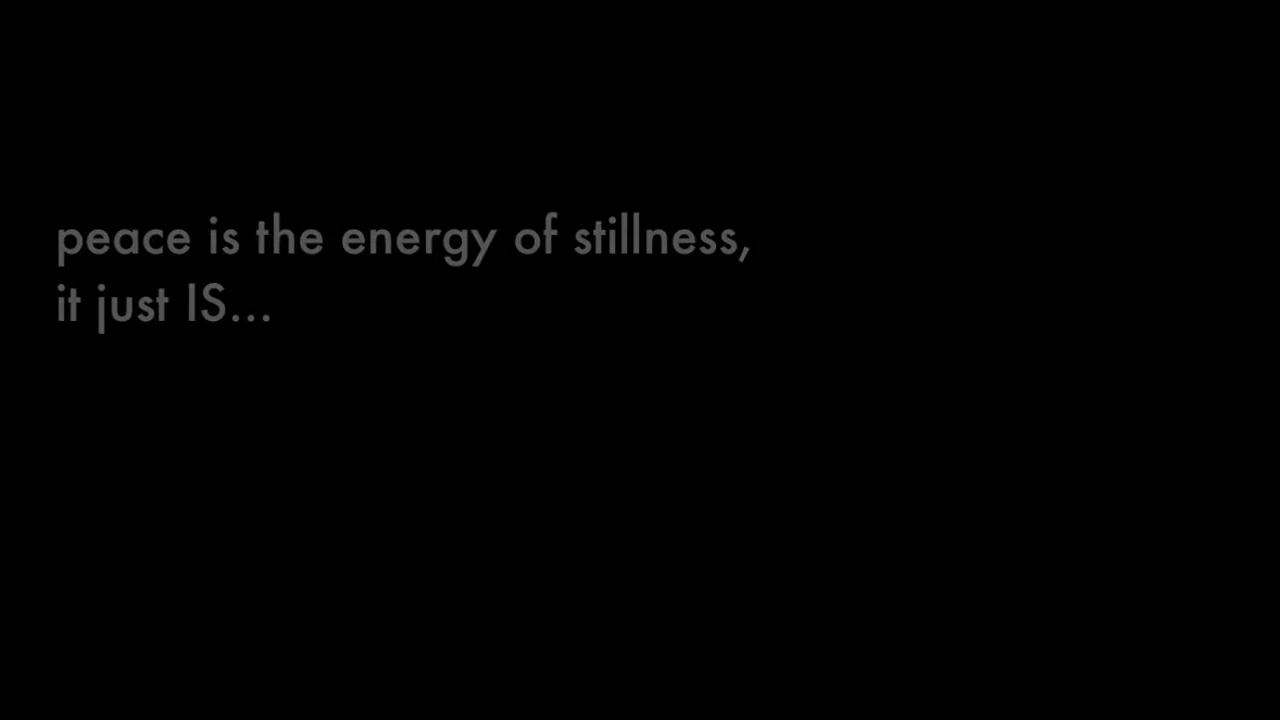 peace is the energy of stillness,
it just IS...